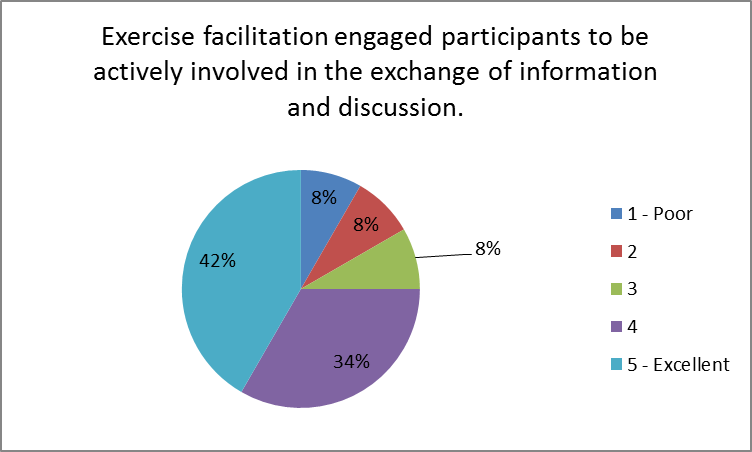 Exercise facilitation engaged participants to be
actively involved in the exchange of information
and discussion.
8%
8%
8%
34%
42%
1 - Poor
2
3
4
5 - Excellent